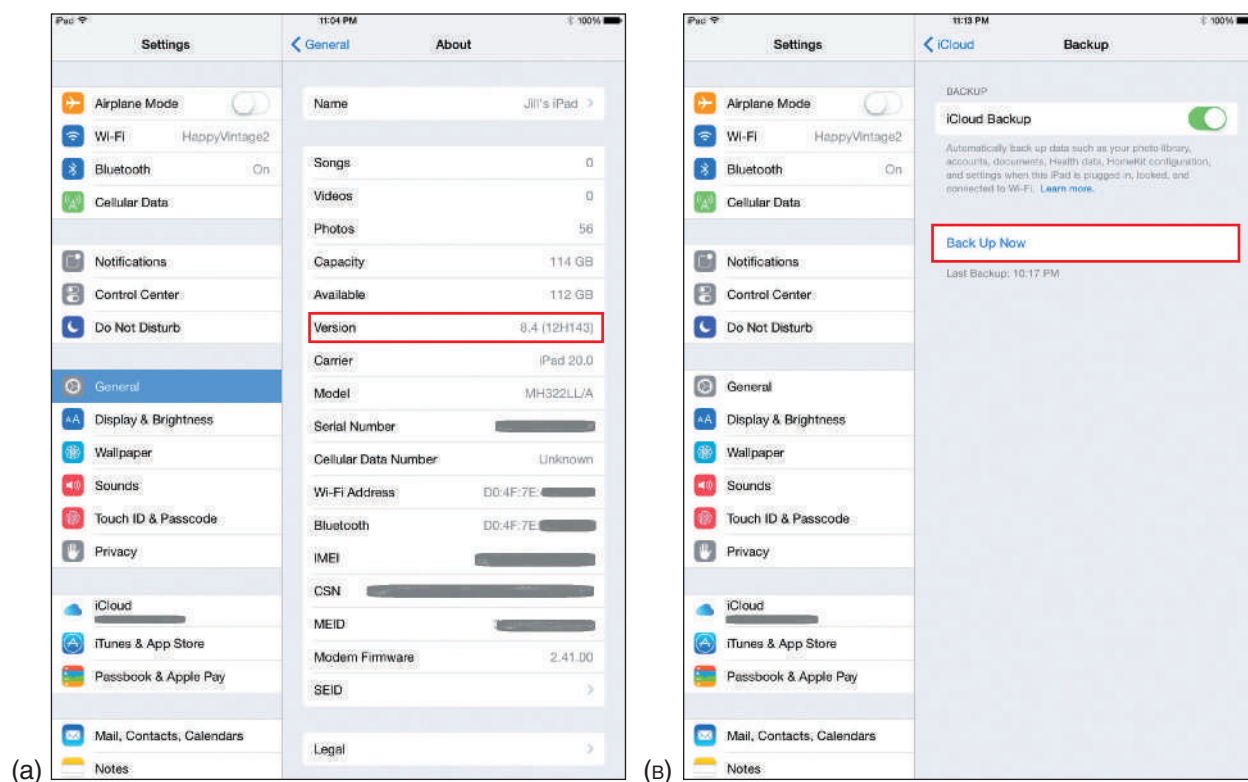 iPad 11:04 PM 100%
Settings
General About
Airplane Mode
Wi-Fi HappyVintage2
Bluetooth On
Cellular Data
Notifications
Control Center
Do Not Disturb
General
Display & Brightness
Wallpaper
Sounds
Touch ID & Passcode
Privacy
iCloud
iTunes & App Store
Passbook & Apple Pay
Mail, Contacts, Calendars
Notes
Name Jill's iPad
Songs 0
Videos 0
Photos 56
Capacity 114 GB
Available 112 GB
Version 8.4 (12H143)
Carrier iPad 20.0
Model MH322LL/A
Serial Number
Cellular Data Number Unknown
Wi-Fi Address D0:4F:7E:
Bluetooth D0:4F:7E:
IMEI
CSN
MEID
Modem Firmware 2.41.00
SEID
Legal
(a)
iPad 11:13 PM 100%
Settings
iCloud Backup
Airplane Mode
Wi-Fi HappyVintage2
Bluetooth On
Cellular Data
Notifications
Control Center
Do Not Disturb
General
Display & Brightness
Wallpaper
Sounds
Touch ID & Passcode
Privacy
iCloud
iTunes & App Store
Passbook & Apple Pay
Mail, Contacts, Calendars
Notes
BACKUP
iCloud Backup
Automatically back up data such as your photo library,
accounts, documents, Health data, HomeKit configuration,
and settings when this iPad is plugged in, locked, and
connected to Wi-Fi. Learn more.
Back Up Now
Last Backup: 10:17 PM
(B)